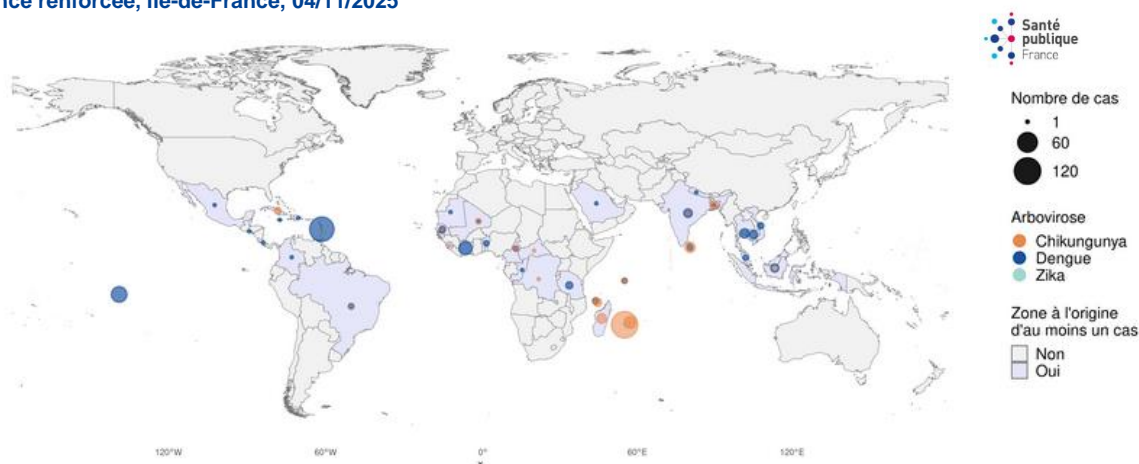 nce renforcée, Ile-de-France, 04/11/2025
Santé
publique
France
Nombre de cas
1
60
120
Arbovirose
Chikungunya
Dengue
Zika
Zone à l'origine
d'au moins un cas
Non
Oui
120°W 60°W 0° 60°E 120°E